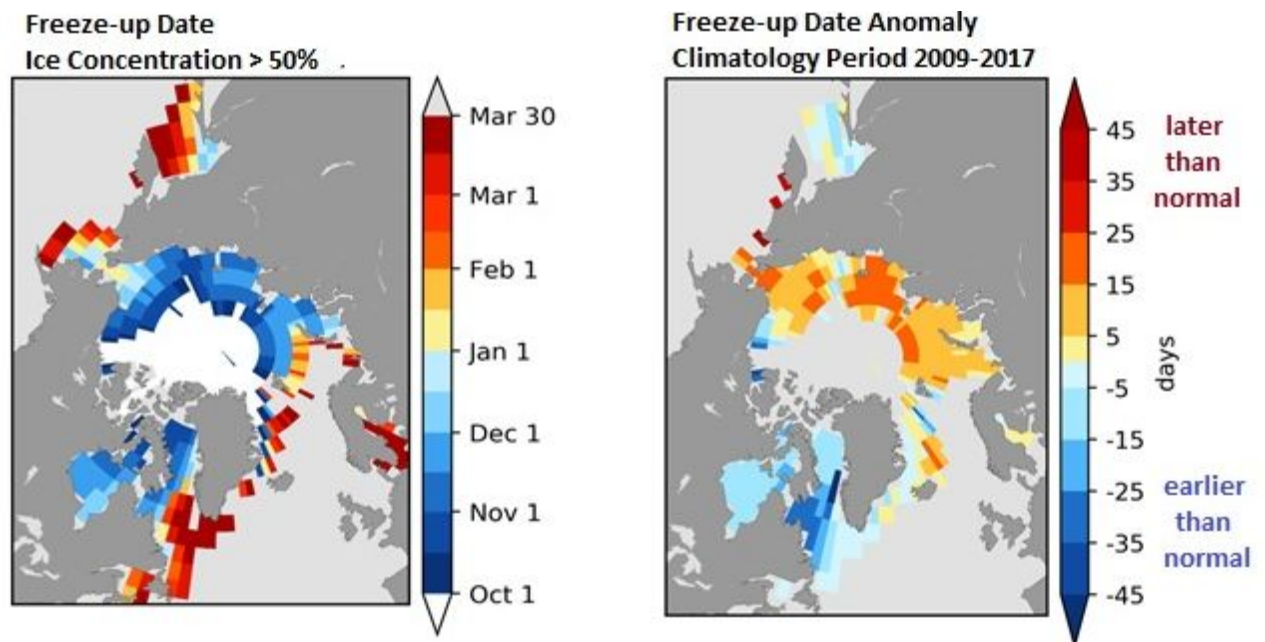 Freeze-up Date
Ice Concentration > 50% .
Mar 30
Mar 1
Feb 1
Jan 1
Dec 1
Nov 1
Oct 1
Freeze-up Date Anomaly
Climatology Period 2009-2017
45
35
25
15
5
-5
-15
-25
-35
-45
days
later
than
normal
earlier
than
normal